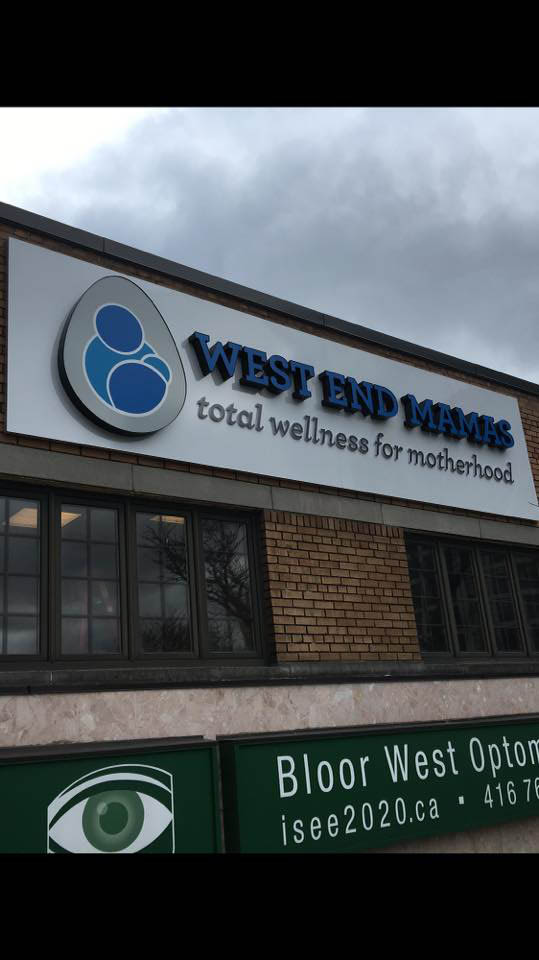 WEST END MAMAS
total wellness for motherhood
Bloor West Optom
isee2020.ca • 416 76